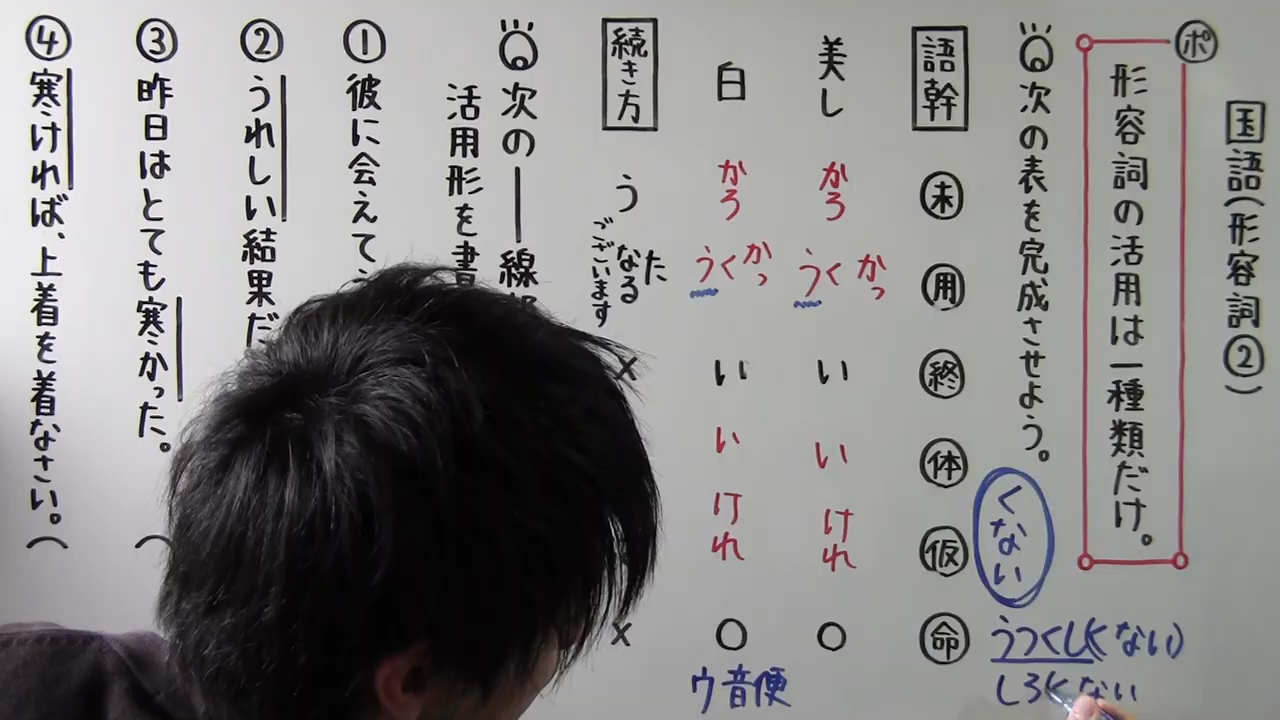 国語(形容詞②)
ポ
形容詞の活用は一種類だけ。
次の表を完成させよう。
くない
うつくしくない)
しろくない
語幹 未 用 終 体 仮 命
美し かろ かっ く う い い けれ ○
白 かろ かっ く う い い けれ ○
ウ音便
続き方 う た なる ございます × ×
次の――線
活用形を書
①彼に会えて
②うれしい結果だ
③昨日はとても寒かった。(
④寒ければ、上着を着なさい。(